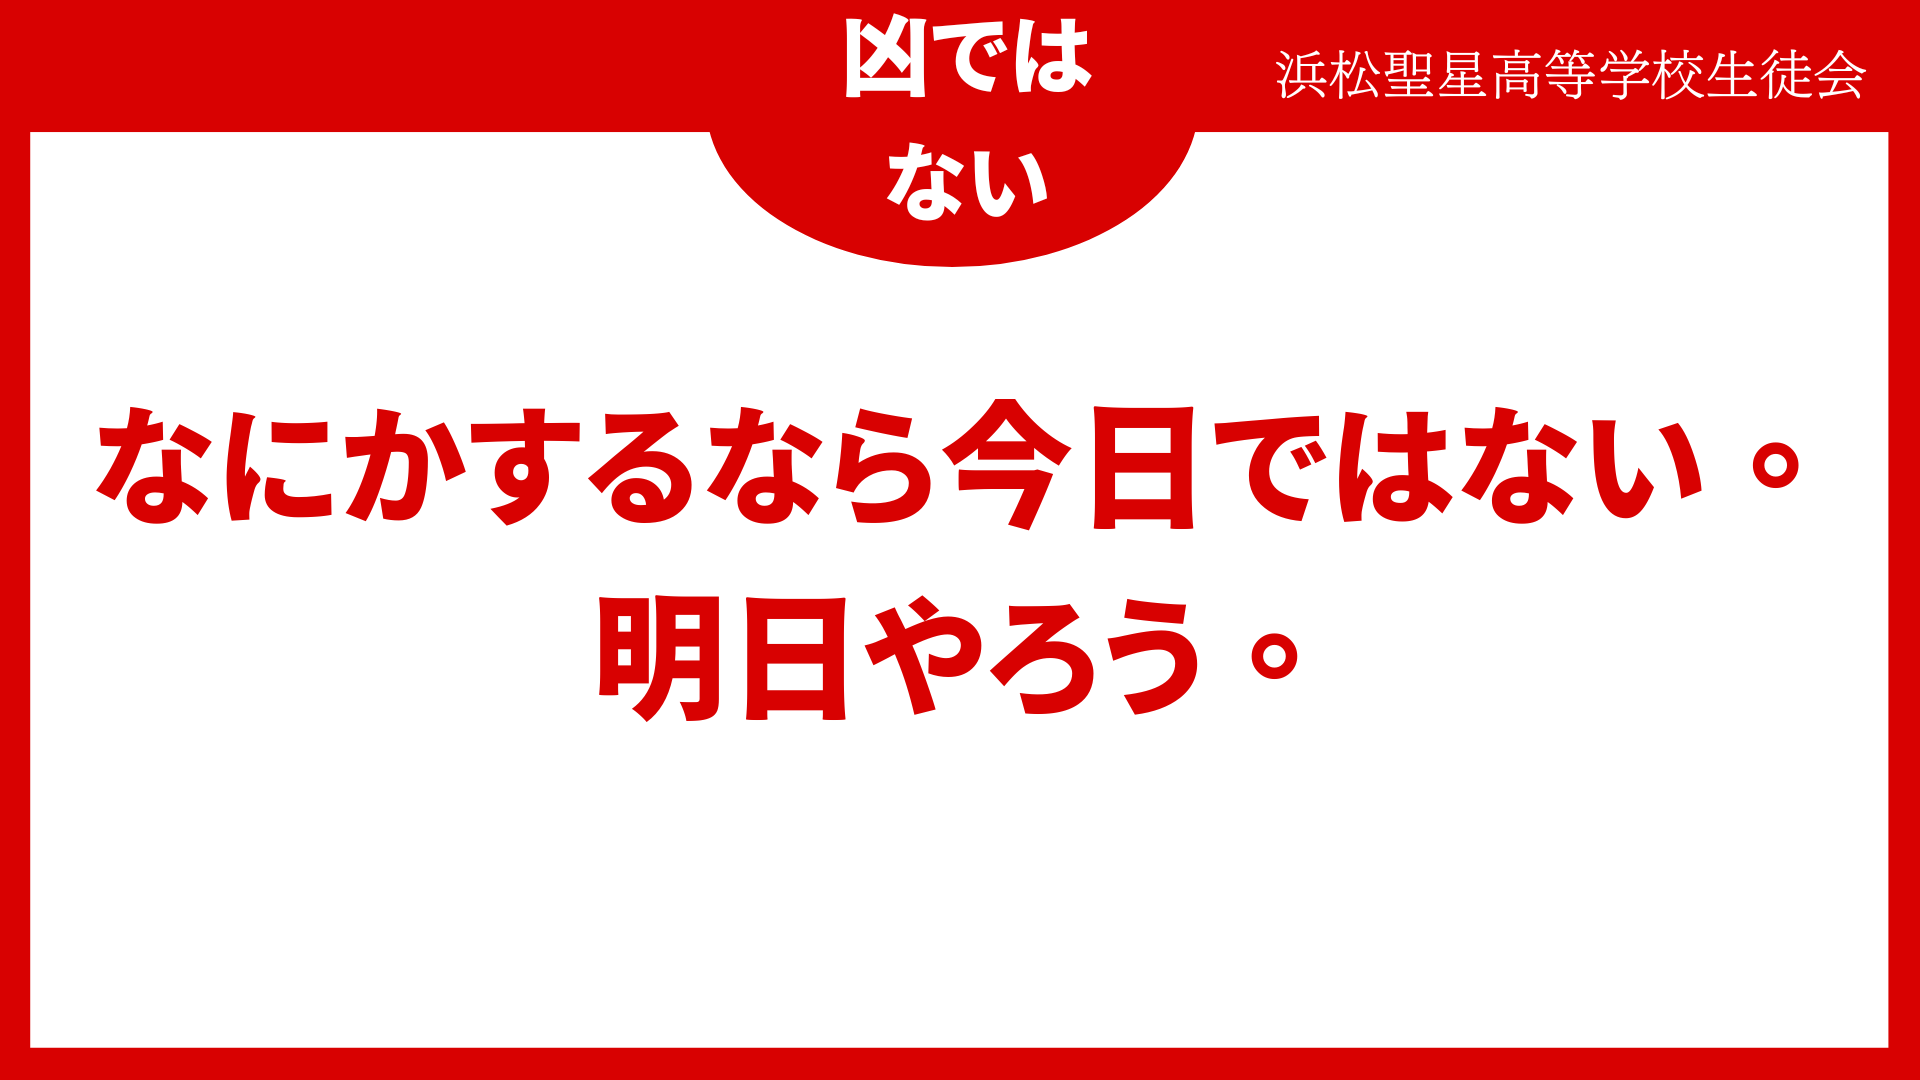 凶では
ない
浜松聖星高等学校生徒会
なにかするなら今日ではない。
明日やろう。